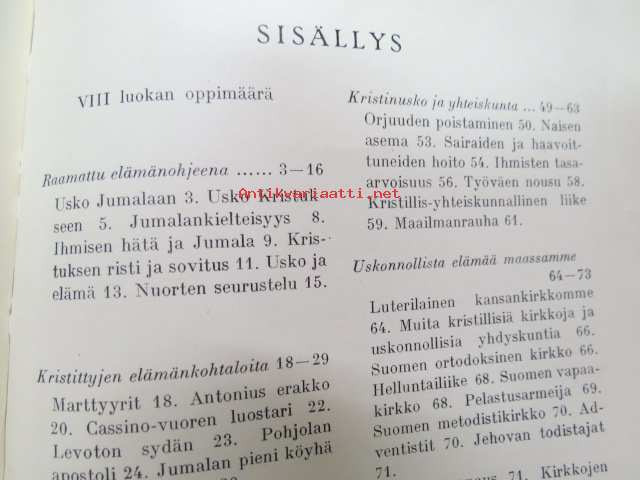 SISÄLLYS
VIII luokan oppimäärä
Raamattu elämänohjeena ...... 3—16
Usko Jumalaan 3. Usko Kristuk-
seen 5. Jumalankielteisyys 8.
Ihmisen hätä ja Jumala 9. Kris-
tuksen risti ja sovitus 11. Usko ja
elämä 13. Nuorten seurustelu 15.
Kristittyjen elämänkohtaloita 18—29
Marttyyrit 18. Antonius erakko
20. Cassino-vuoren luostari 22.
Levoton sydän 23. Pohjolan
apostoli 24. Jumalan pieni köyhä
Kristinusko ja yhteiskunta ... 49—63
Orjuuden poistaminen 50. Naisen
asema 53. Sairaiden ja haavoit-
tuneiden hoito 54. Ihmisten tasa-
arvoisuus 56. Työväen nousu 58.
Kristillis-yhteiskunnallinen liike
59. Maailmanrauha 61.
Uskonnollista elämää maassamme
64—73
Luterilainen kansankirkkomme
64. Muita kristillisiä kirkkoja ja
uskonnollisia yhdyskuntia 66.
Suomen ortodoksinen kirkko 66.
Helluntailiike 68. Suomen vapaa-
kirkko 68. Pelastusarmeija 69.
Suomen metodistikirkko 70. Ad-
ventistit 70. Jehovan todistajat
71.
71. Kirkkojen
Antikvariaatti.net